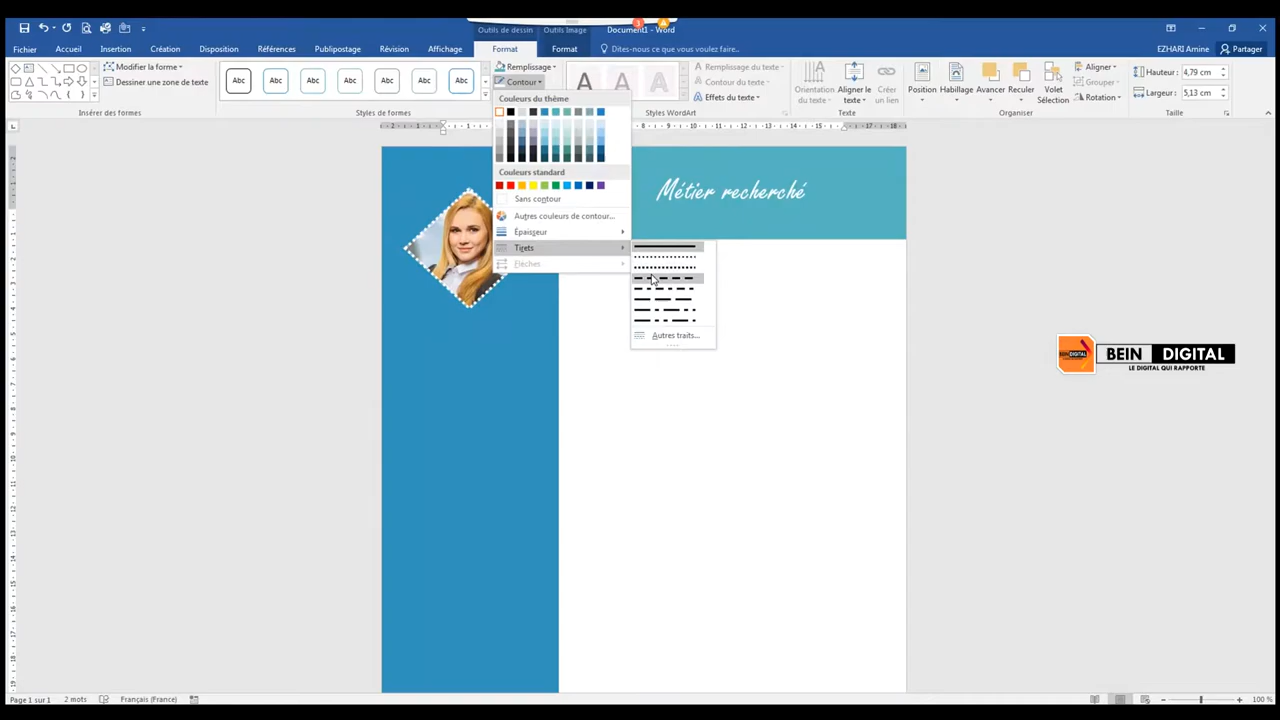 Outils de dessin Outils Image Document1 - Word
Fichier Accueil Insertion Création Disposition Références Publipostage Révision Affichage Format Format Dites-nous ce que vous voulez faire... EZHARI Amine Partager
Modifier la forme
Dessiner une zone de texte
Insérer des formes
Abc Abc Abc Abc Abc Abc Abc
Styles de formes
Remplissage
Contour
A A A
Styles WordArt
Remplissage du texte
Contour du texte
Effets du texte
Orientation du texte
Aligner le texte
Créer un lien
Texte
Position
Habillage
Avancer
Reculer
Volet Sélection
Aligner
Grouper
Rotation
Organiser
Hauteur : 4,79 cm
Largeur : 5,13 cm
Taille
Couleurs du thème
Couleurs standard
Sans contour
Autres couleurs de contour...
Épaisseur
Tirets
Flèches
Autres traits...
Métier recherché
BEIN DIGITAL
BEIN DIGITAL
LE DIGITAL QUI RAPPORTE
Page 1 sur 1 2 mots Français (France) 100 %